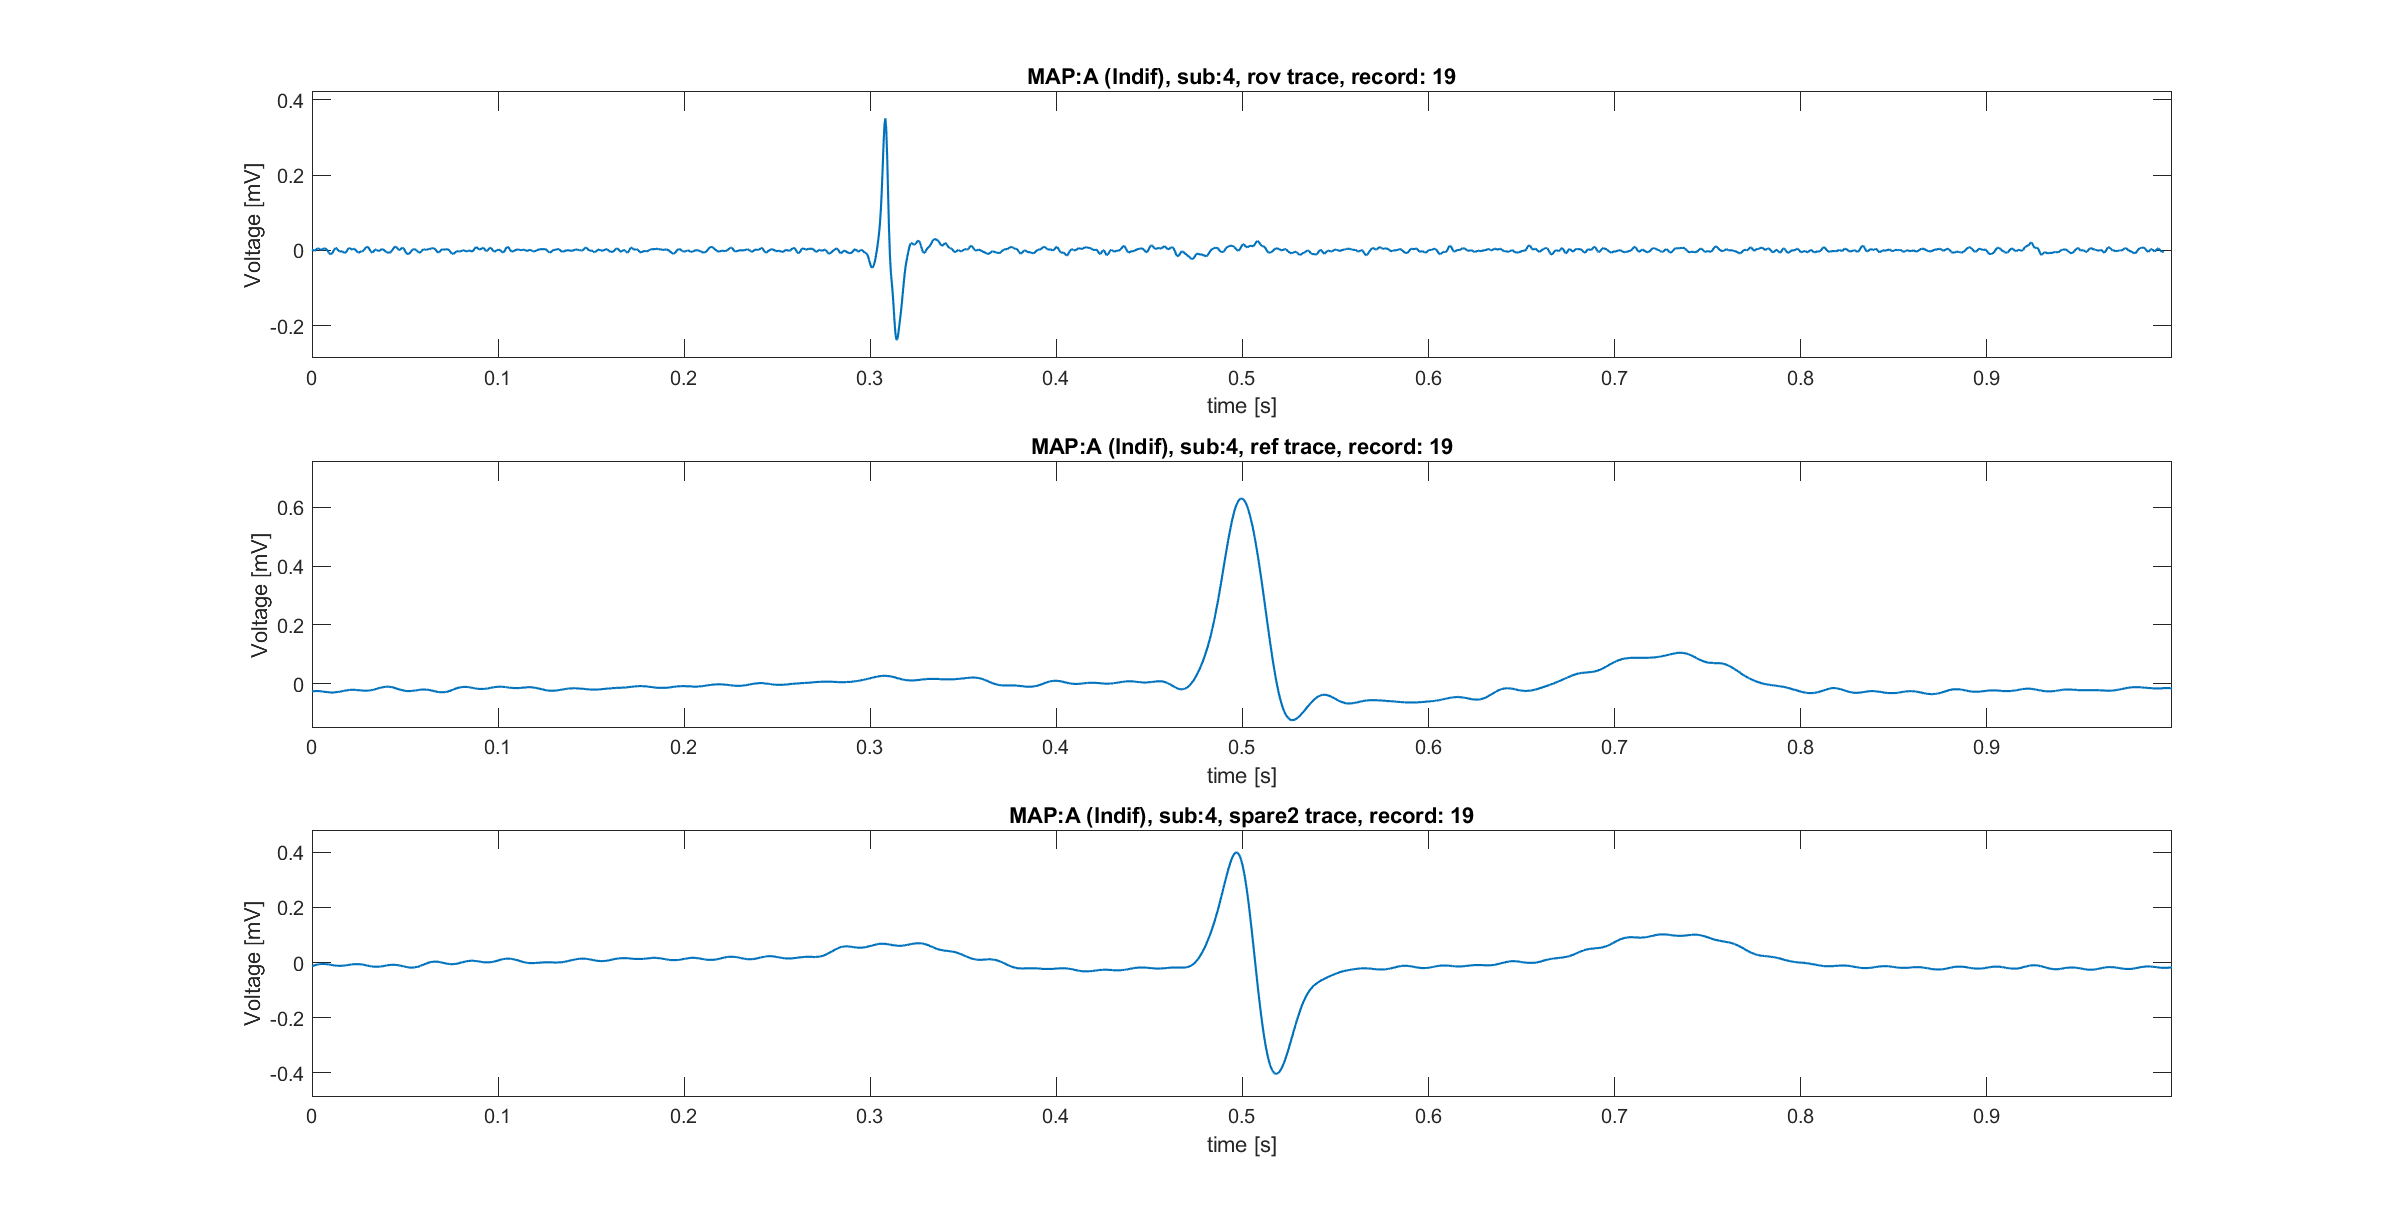 MAP:A (Indif), sub:4, rov trace, record: 19
Voltage [mV]
0.4
0.2
0
-0.2
0 0.1 0.2 0.3 0.4 0.5 0.6 0.7 0.8 0.9
time [s]
MAP:A (Indif), sub:4, ref trace, record: 19
Voltage [mV]
0.6
0.4
0.2
0
0 0.1 0.2 0.3 0.4 0.5 0.6 0.7 0.8 0.9
time [s]
MAP:A (Indif), sub:4, spare2 trace, record: 19
Voltage [mV]
0.4
0.2
0
-0.2
-0.4
0 0.1 0.2 0.3 0.4 0.5 0.6 0.7 0.8 0.9
time [s]